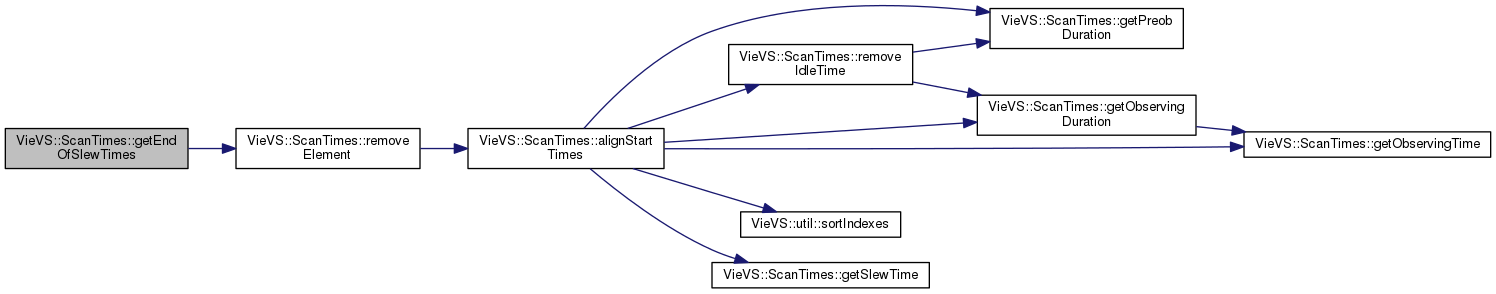 VieVS::ScanTimes::getEnd
OfSlewTimes
VieVS::ScanTimes::remove
Element
VieVS::ScanTimes::alignStart
Times
VieVS::ScanTimes::remove
IdleTime
VieVS::ScanTimes::getPreob
Duration
VieVS::ScanTimes::getObserving
Duration
VieVS::ScanTimes::getObservingTime
VieVS::util::sortIndexes
VieVS::ScanTimes::getSlewTime